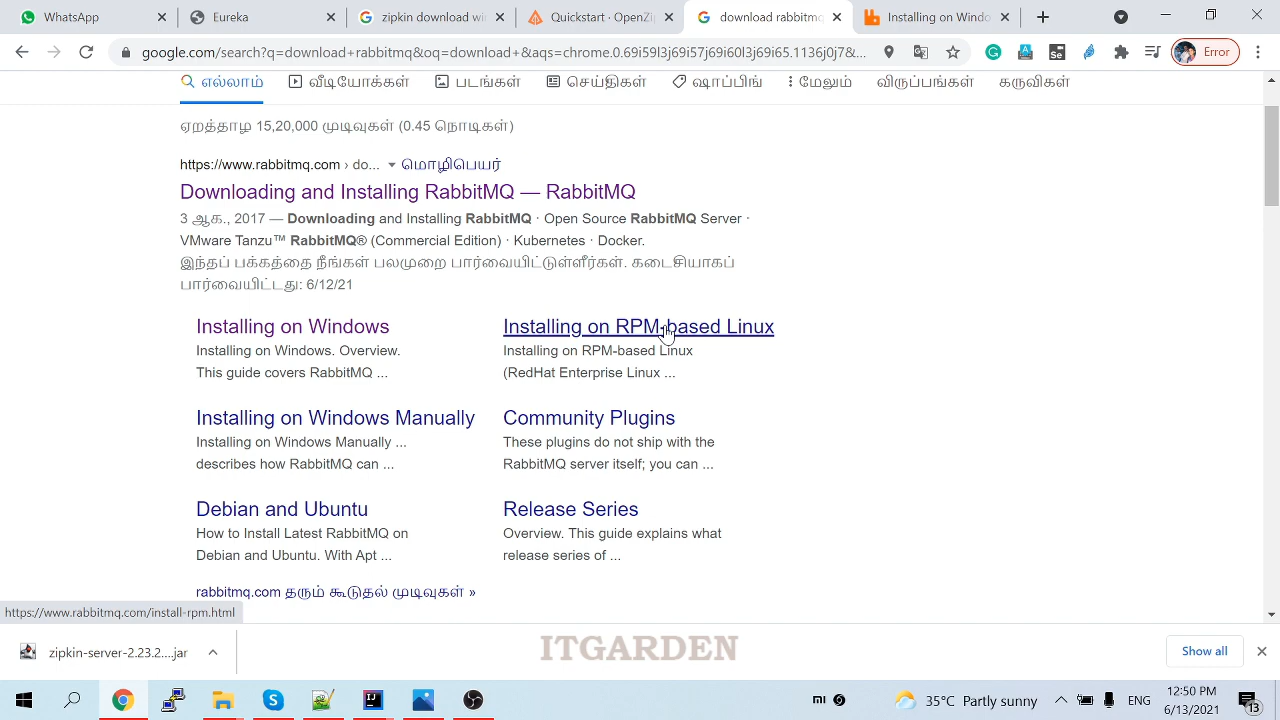 WhatsApp
Eureka
zipkin download wi
Quickstart · OpenZi
download rabbitmq
Installing on Windo
google.com/search?q=download+rabbitmq&oq=download+&aqs=chrome.0.69i59l3j69i57j69i60l3j69i65.1136j0j7&...
Error
எல்லாம்
வீடியோக்கள்
படங்கள்
செய்திகள்
ஷாப்பிங்
மேலும்
விருப்பங்கள்
கருவிகள்
ஏறத்தாழ 15,20,000 முடிவுகள் (0.45 நொடிகள்)
https://www.rabbitmq.com › do... மொழிபெயர்
Downloading and Installing RabbitMQ — RabbitMQ
3 ஆக., 2017 — Downloading and Installing RabbitMQ · Open Source RabbitMQ Server ·
VMware Tanzu™ RabbitMQ® (Commercial Edition) · Kubernetes · Docker.
இந்தப் பக்கத்தை நீங்கள் பலமுறை பார்வையிட்டுள்ளீர்கள். கடைசியாகப்
பார்வையிட்டது: 6/12/21
Installing on Windows
Installing on Windows. Overview.
This guide covers RabbitMQ ...
Installing on RPM-based Linux
Installing on RPM-based Linux
(RedHat Enterprise Linux ...
Installing on Windows Manually
Installing on Windows Manually ...
describes how RabbitMQ can ...
Community Plugins
These plugins do not ship with the
RabbitMQ server itself; you can ...
Debian and Ubuntu
How to Install Latest RabbitMQ on
Debian and Ubuntu. With Apt ...
Release Series
Overview. This guide explains what
release series of ...
rabbitmq.com தரும் கூடுதல் முடிவுகள் »
https://www.rabbitmq.com/install-rpm.html
zipkin-server-2.23.2....jar
ITGARDEN
Show all
35°C Partly sunny
ENG
12:50 PM
6/13/2021
13